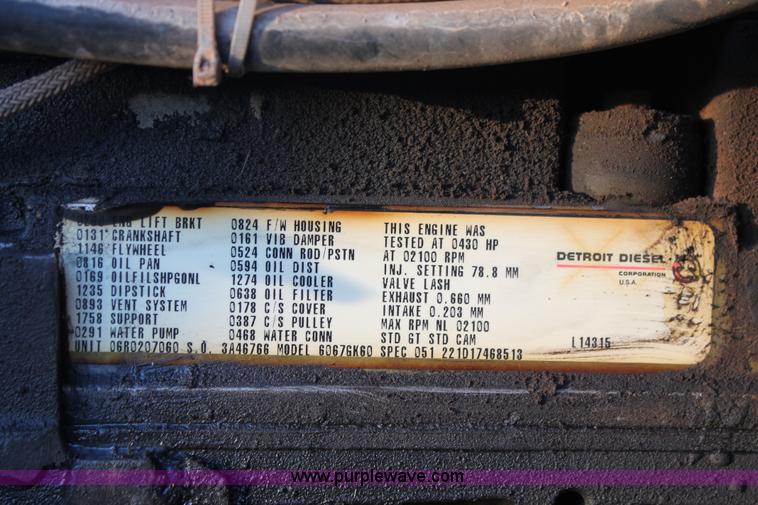 ENG LIFT BRKT
0131 CRANKSHAFT
1146 FLYWHEEL
0816 OIL PAN
0169 OILFILSHPGONL
1235 DIPSTICK
0893 VENT SYSTEM
1758 SUPPORT
0291 WATER PUMP
0824 F/W HOUSING
0161 VIB DAMPER
0524 CONN ROD/PSTN
0594 OIL DIST
1274 OIL COOLER
0638 OIL FILTER
0178 C/S COVER
0387 C/S PULLEY
0468 WATER CONN
THIS ENGINE WAS
TESTED AT 0430 HP
AT 02100 RPM
INJ. SETTING 78.8 MM
VALVE LASH
EXHAUST 0.660 MM
INTAKE 0.203 MM
MAX RPM NL 02100
STD GT STD CAM
UNIT 06R0207060 S.O. 3A46766 MODEL 6067GK60 SPEC 051 221D17468513
DETROIT DIESEL
CORPORATION
U.S.A.
L14315
www.purplewave.com